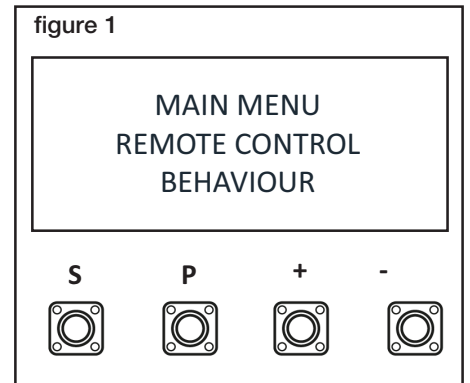 figure 1
MAIN MENU
REMOTE CONTROL
BEHAVIOUR
S P + -